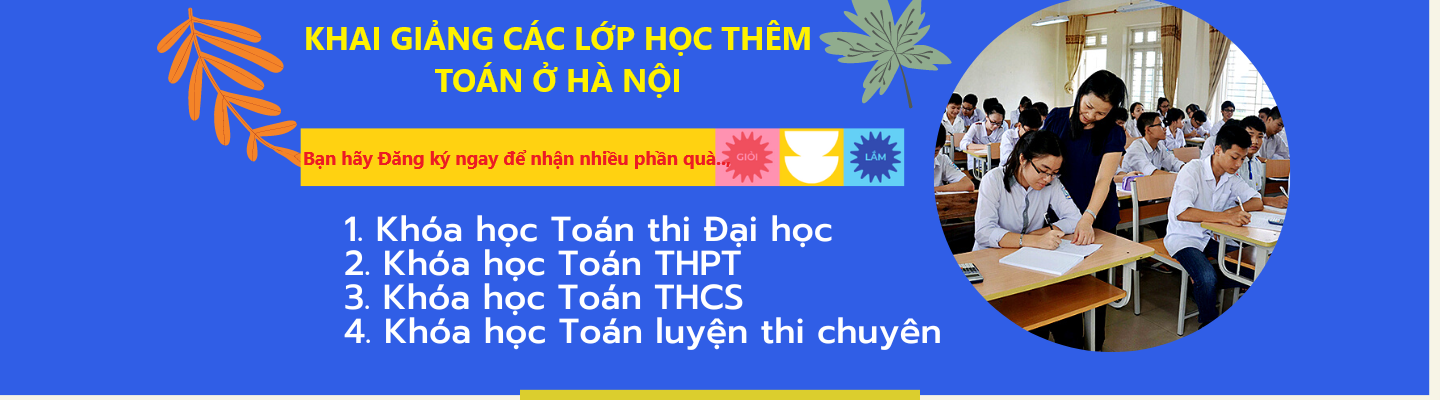 KHAI GIẢNG CÁC LỚP HỌC THÊM
TOÁN Ở HÀ NỘI
Bạn hãy Đăng ký ngay để nhận nhiều phần quà..,
GIỎI
LẮM
1. Khóa học Toán thi Đại học
2. Khóa học Toán THPT
3. Khóa học Toán THCS
4. Khóa học Toán luyện thi chuyên